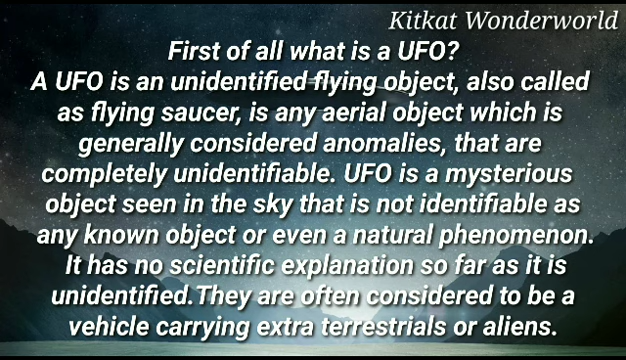 Kitkat Wonderworld
First of all what is a UFO?
A UFO is an unidentified flying object, also called
as flying saucer, is any aerial object which is
generally considered anomalies, that are
completely unidentifiable. UFO is a mysterious
object seen in the sky that is not identifiable as
any known object or even a natural phenomenon.
It has no scientific explanation so far as it is
unidentified.They are often considered to be a
vehicle carrying extra terrestrials or aliens.